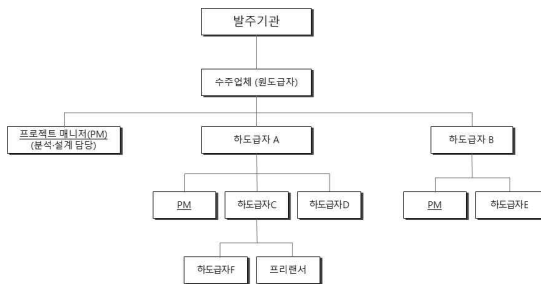 발주기관
수주업체 (원도급자)
프로젝트 매니저(PM)
(분석·설계 담당)
하도급자 A
하도급자 B
PM
하도급자C
하도급자D
PM
하도급자E
하도급자F
프리랜서